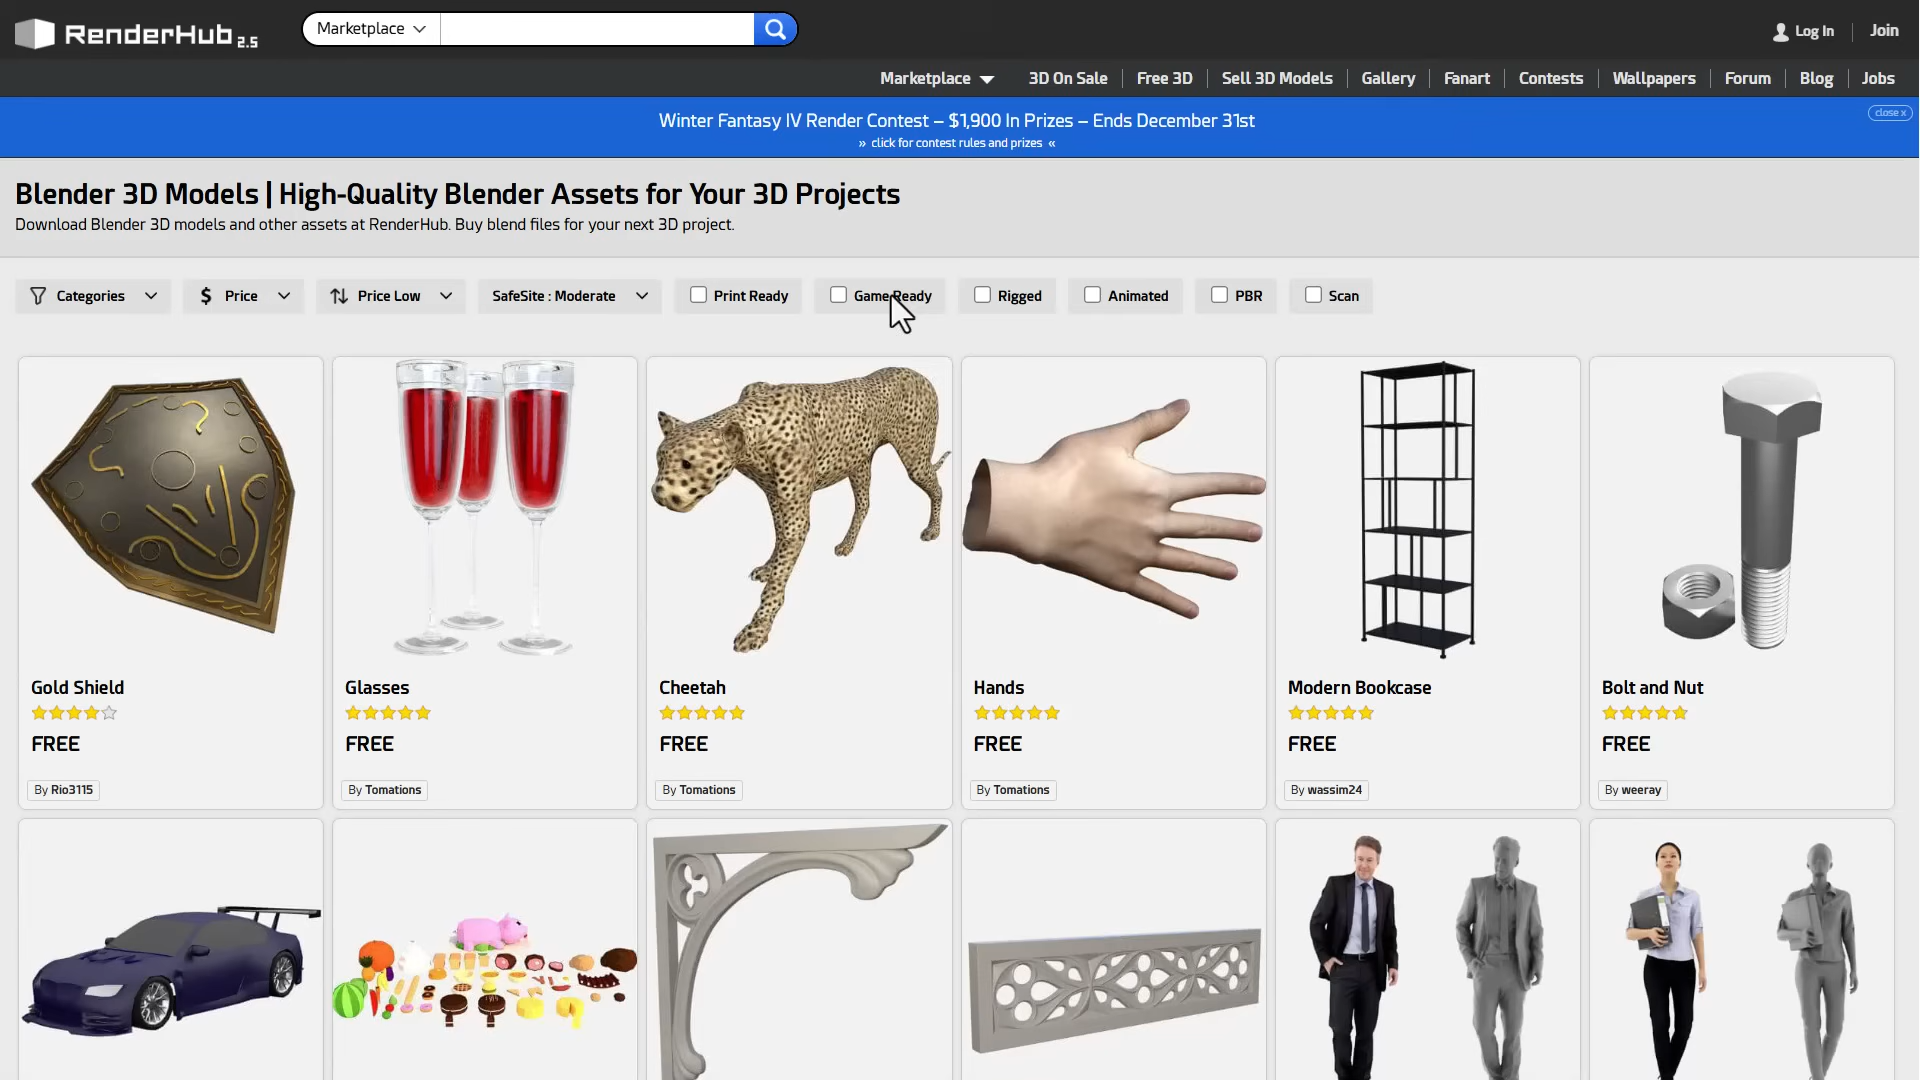 RenderHub 2.5
Marketplace
Log In
Join
Marketplace
3D On Sale
Free 3D
Sell 3D Models
Gallery
Fanart
Contests
Wallpapers
Forum
Blog
Jobs
Winter Fantasy IV Render Contest – $1,900 In Prizes – Ends December 31st
» click for contest rules and prizes «
close x
Blender 3D Models | High-Quality Blender Assets for Your 3D Projects
Download Blender 3D models and other assets at RenderHub. Buy blend files for your next 3D project.
Categories
$ Price
Price Low
SafeSite : Moderate
Print Ready
Game Ready
Rigged
Animated
PBR
Scan
Gold Shield
FREE
By Rio3115
Glasses
FREE
By Tomations
Cheetah
FREE
By Tomations
Hands
FREE
By Tomations
Modern Bookcase
FREE
By wassim24
Bolt and Nut
FREE
By weeray